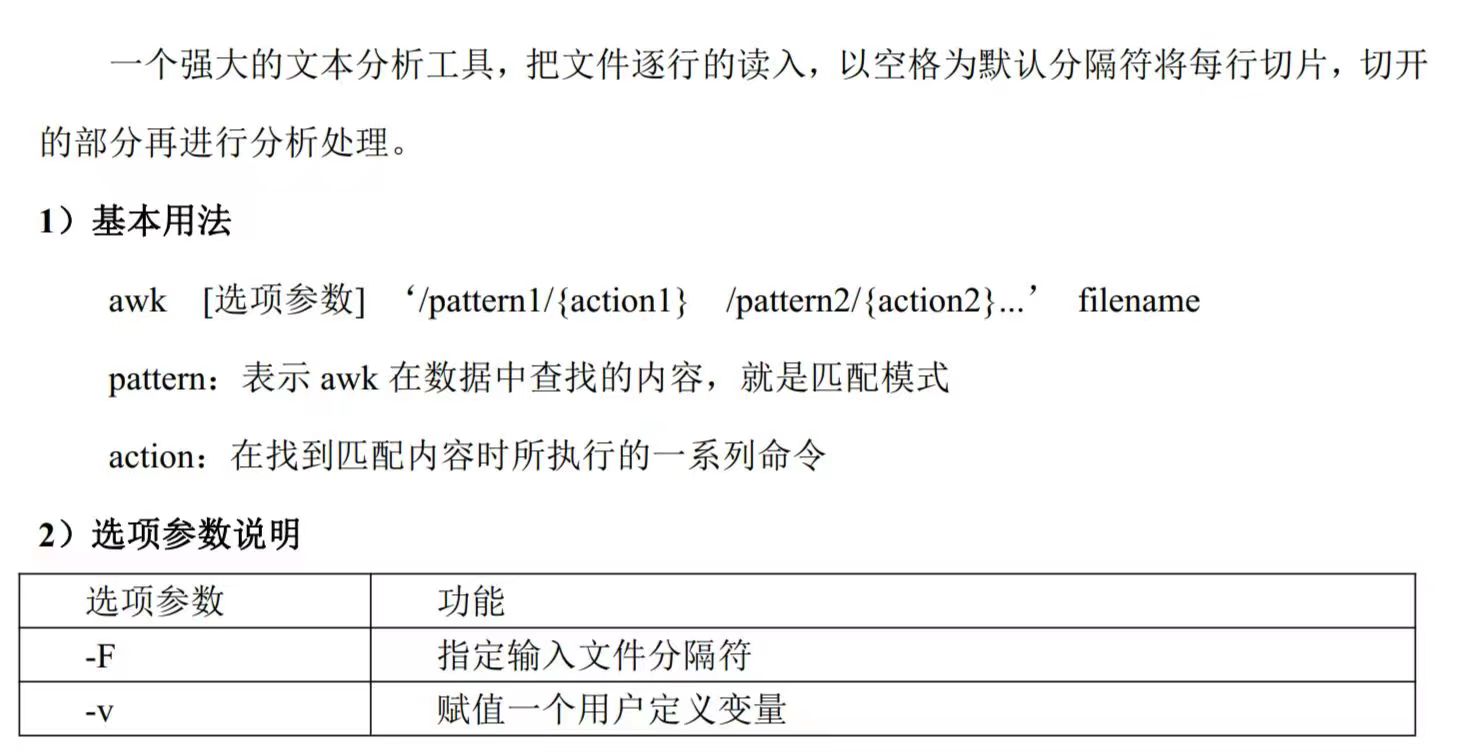 一个强大的文本分析工具，把文件逐行的读入，以空格为默认分隔符将每行切片，切开
的部分再进行分析处理。
1）基本用法
awk [选项参数] ‘/pattern1/{action1} /pattern2/{action2}...’ filename
pattern：表示 awk 在数据中查找的内容，就是匹配模式
action：在找到匹配内容时所执行的一系列命令
2）选项参数说明
选项参数 功能
-F 指定输入文件分隔符
-v 赋值一个用户定义变量